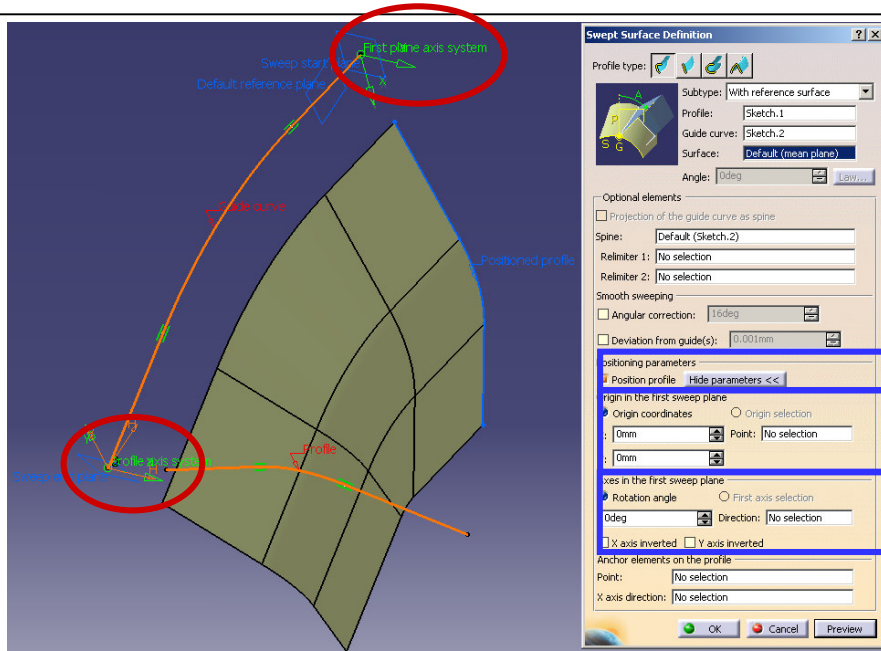 First plane axis system
Sweep start plane
Default reference plane
X
Guide curve
Positioned profile
Profile axis system
Profile
Swept Surface Definition
Profile type:
Subtype: With reference surface
Profile: Sketch.1
Guide curve: Sketch.2
Surface: Default (mean plane)
Angle: 0deg Law...
A
P
S G
Optional elements
Projection of the guide curve as spine
Spine: Default (Sketch.2)
Relimiter 1: No selection
Relimiter 2: No selection
Smooth sweeping
Angular correction: 16deg
Deviation from guide(s): 0.001mm
Positioning parameters
Position profile Hide parameters <<
Origin in the first sweep plane
Origin coordinates Origin selection
: 0mm Point: No selection
: 0mm
Axes in the first sweep plane
Rotation angle First axis selection
0deg Direction: No selection
X axis inverted Y axis inverted
Anchor elements on the profile
Point: No selection
X axis direction: No selection
OK Cancel Preview